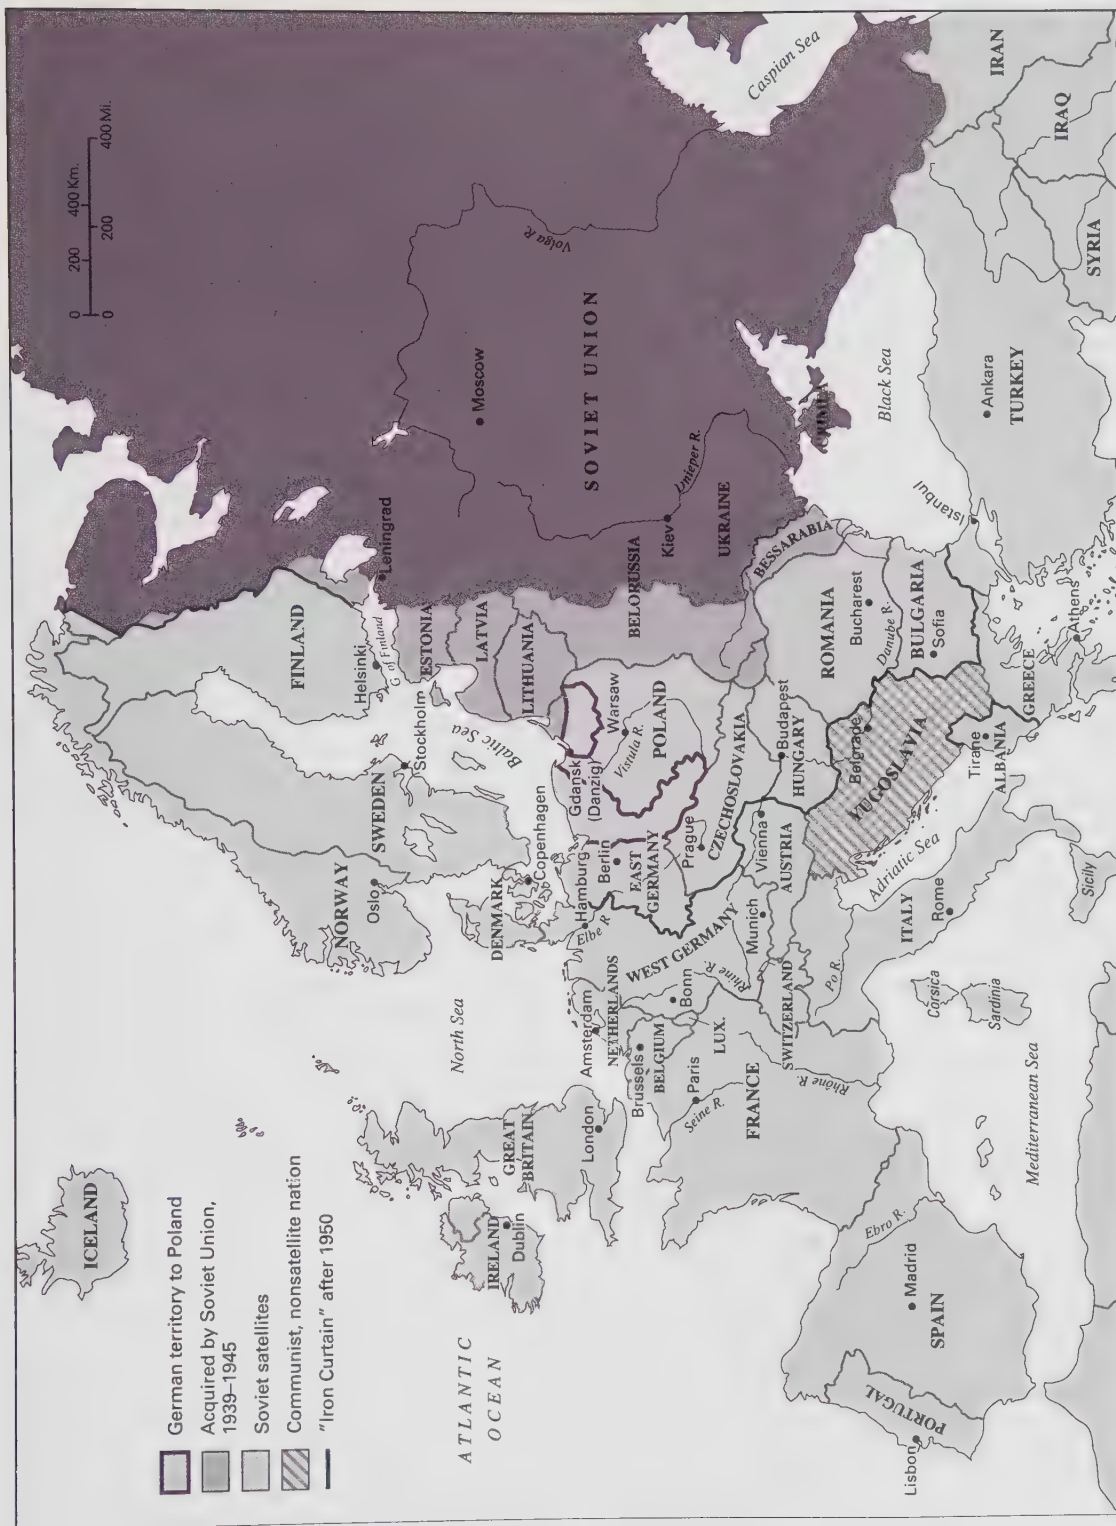 German territory to Poland
Acquired by Soviet Union,
1939–1945
Soviet satellites
Communist, nonsatellite nation
"Iron Curtain" after 1950
0 200 400 Km.
0 200 400 Mi.
ICELAND
ATLANTIC
OCEAN
North Sea
NORWAY
Oslo
SWEDEN
Stockholm
FINLAND
Helsinki
G. of Finland
Leningrad
Baltic Sea
ESTONIA
LATVIA
LITHUANIA
BELORUSSIA
Moscow
Volga R.
SOVIET UNION
Caspian Sea
Kiev
Dnieper R.
UKRAINE
CRIMEA
BESSARABIA
Black Sea
IRELAND
Dublin
GREAT
BRITAIN
London
DENMARK
Copenhagen
Hamburg
Elbe R
Berlin
EAST
GERMANY
Gdansk
(Danzig)
Warsaw
Vistula R.
POLAND
Amsterdam
NETHERLANDS
Brussels
BELGIUM
LUX.
Bonn
WEST GERMANY
Rhine R.
Munich
Prague
CZECHOSLOVAKIA
Vienna
AUSTRIA
Budapest
HUNGARY
ROMANIA
Bucharest
Danube R.
BULGARIA
Sofia
Belgrade
YUGOSLAVIA
Tirane
ALBANIA
GREECE
Athens
Istanbul
Ankara
TURKEY
SYRIA
IRAQ
IRAN
Paris
Seine R.
FRANCE
SWITZERLAND
Rhône R.
Po R.
ITALY
Rome
Adriatic Sea
Corsica
Sardinia
Sicily
Mediterranean Sea
Ebro R.
Madrid
SPAIN
PORTUGAL
Lisbon